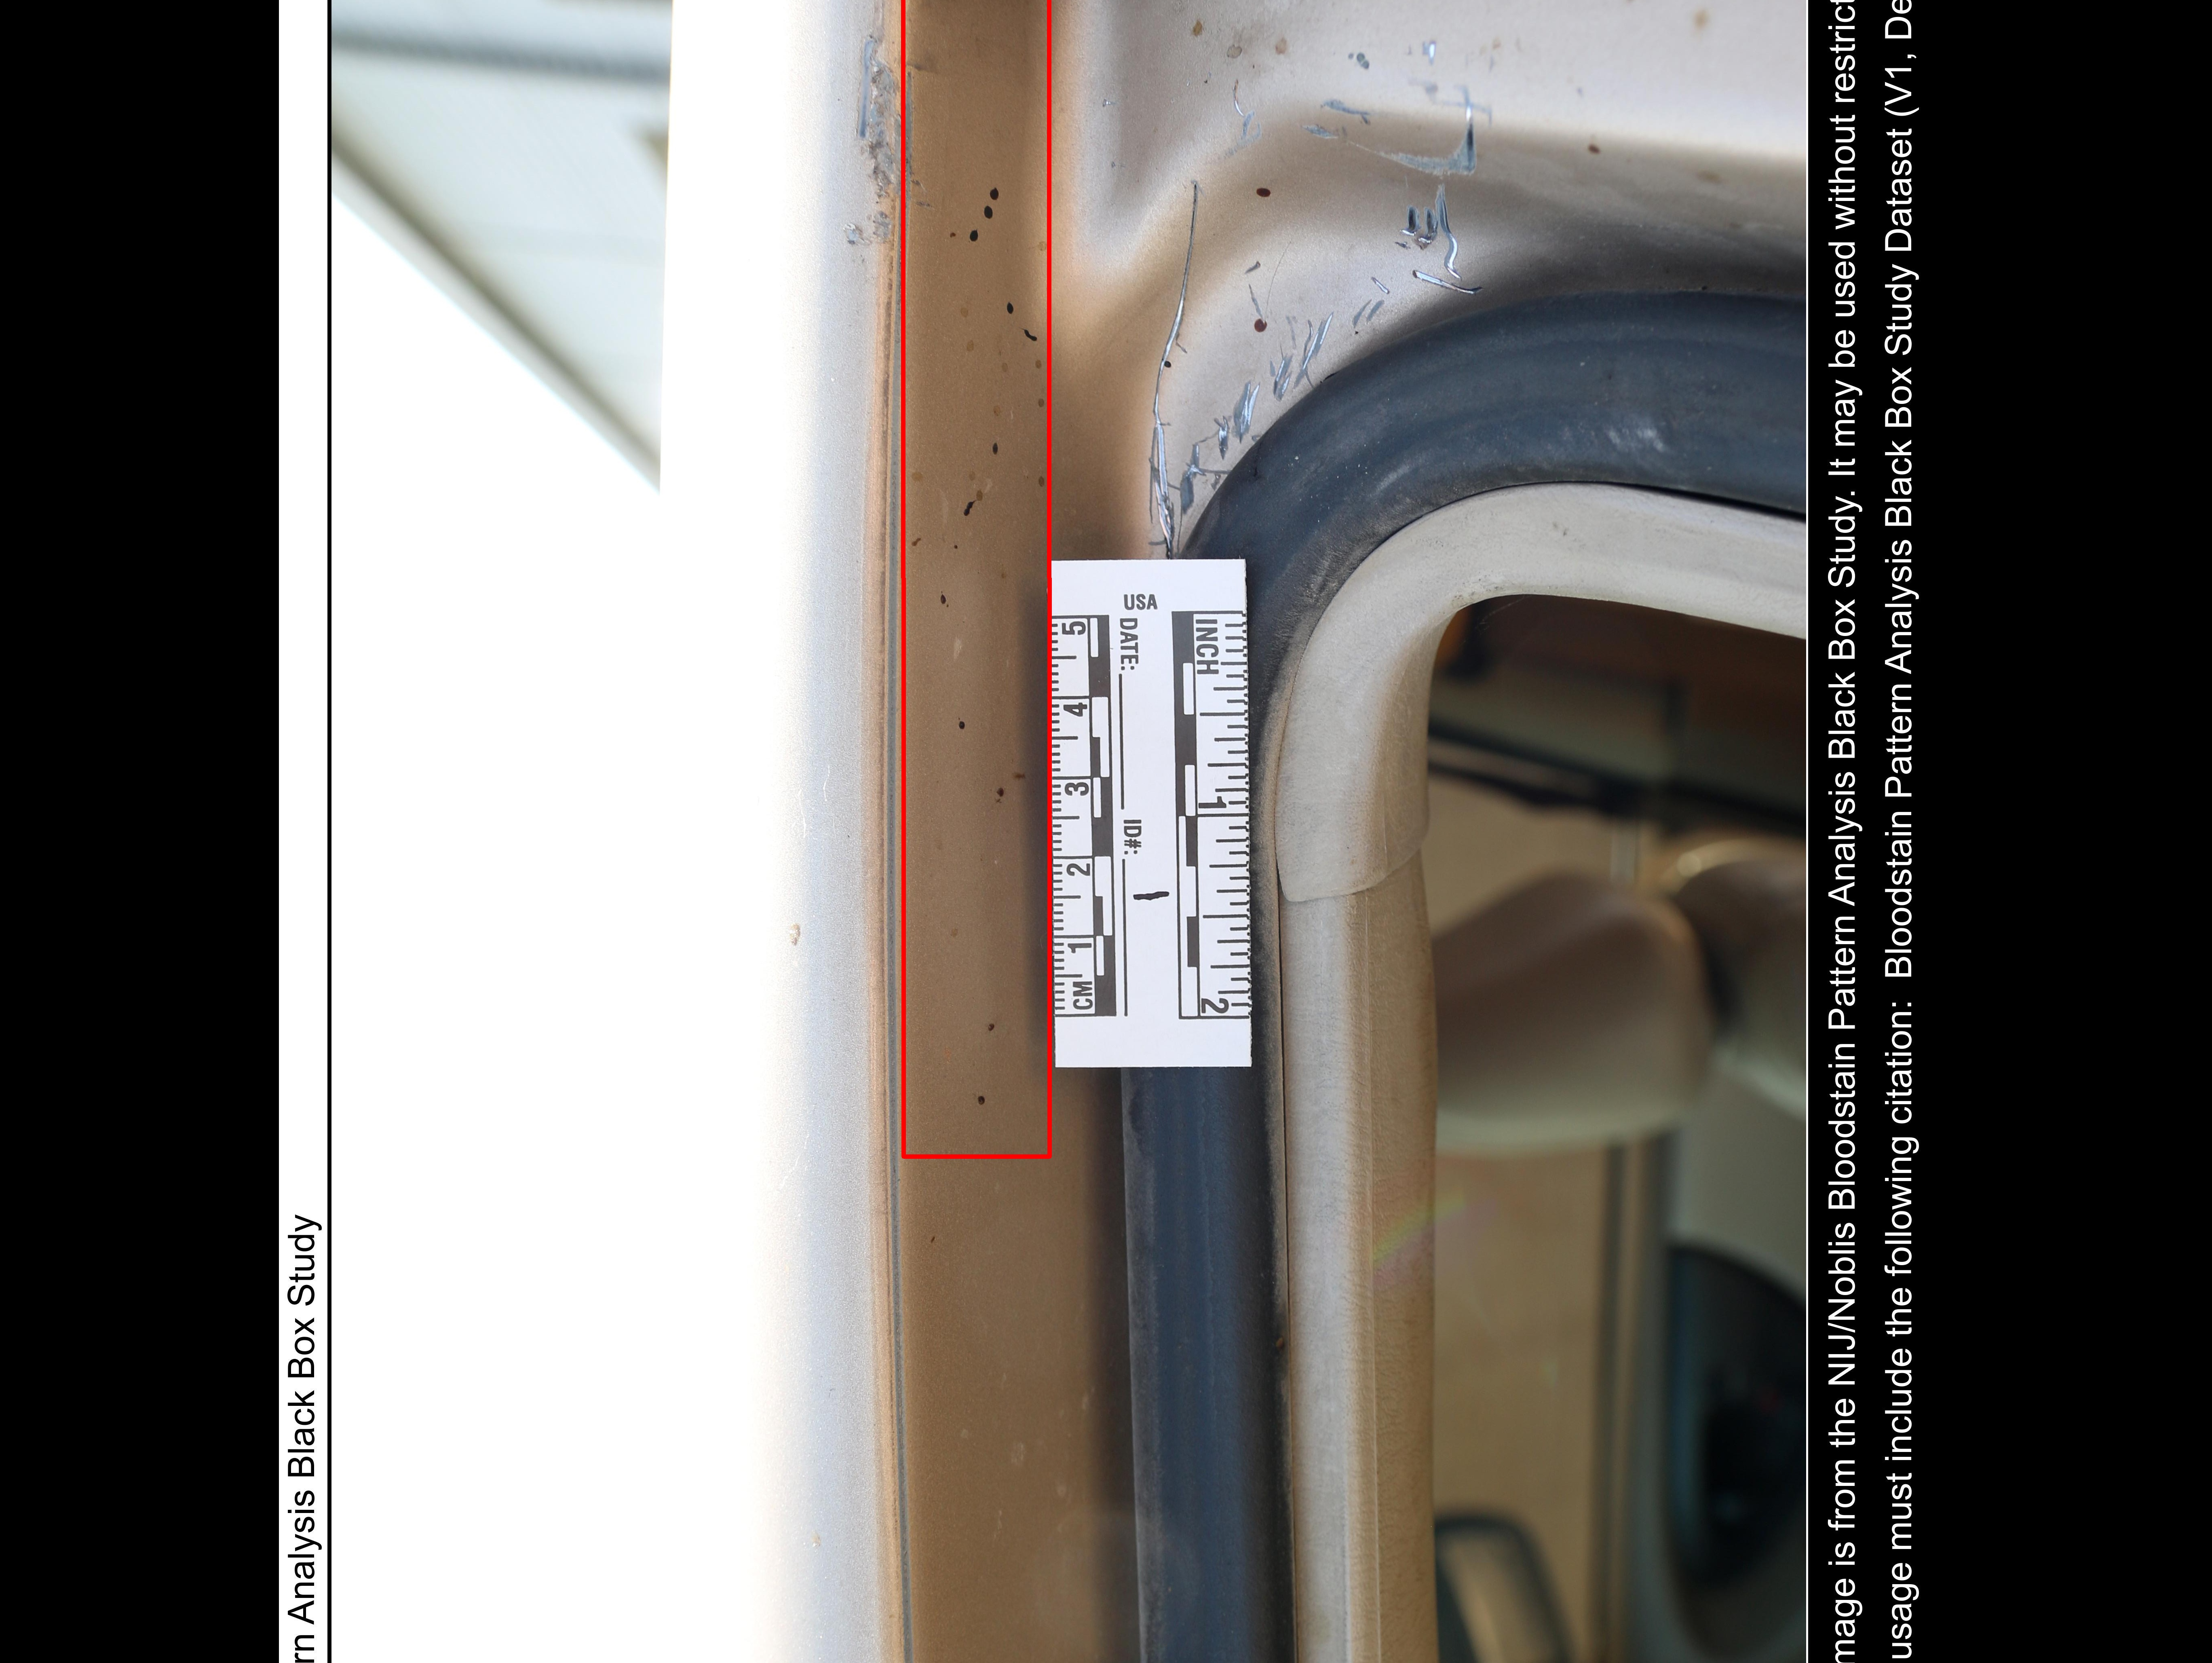 rn Analysis Black Box Study
USA
INCH
1
2
DATE:
ID#:
5
4
3
2
1
CM
mage is from the NIJ/Noblis Bloodstain Pattern Analysis Black Box Study. It may be used without restrict
usage must include the following citation: Bloodstain Pattern Analysis Black Box Study Dataset (V1, De